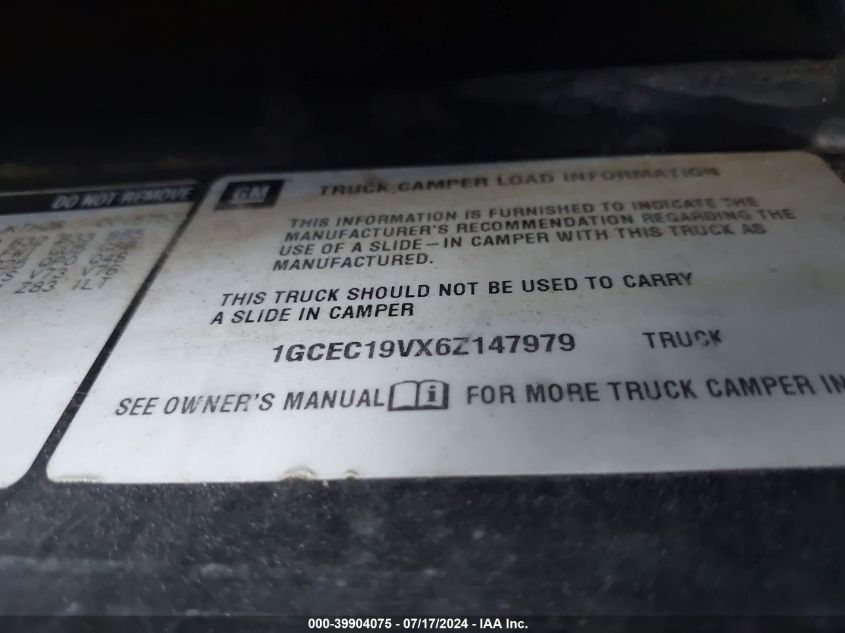 DO NOT REMOVE
V73 V76
Z83 1LT
GM
TRUCK CAMPER LOAD INFORMATION
THIS INFORMATION IS FURNISHED TO INDICATE THE
MANUFACTURER'S RECOMMENDATION REGARDING THE
USE OF A SLIDE-IN CAMPER WITH THIS TRUCK AS
MANUFACTURED.
THIS TRUCK SHOULD NOT BE USED TO CARRY
A SLIDE IN CAMPER
1GCEC19VX6Z147979 TRUCK
SEE OWNER'S MANUAL FOR MORE TRUCK CAMPER IN
000-39904075 - 07/17/2024 - IAA Inc.